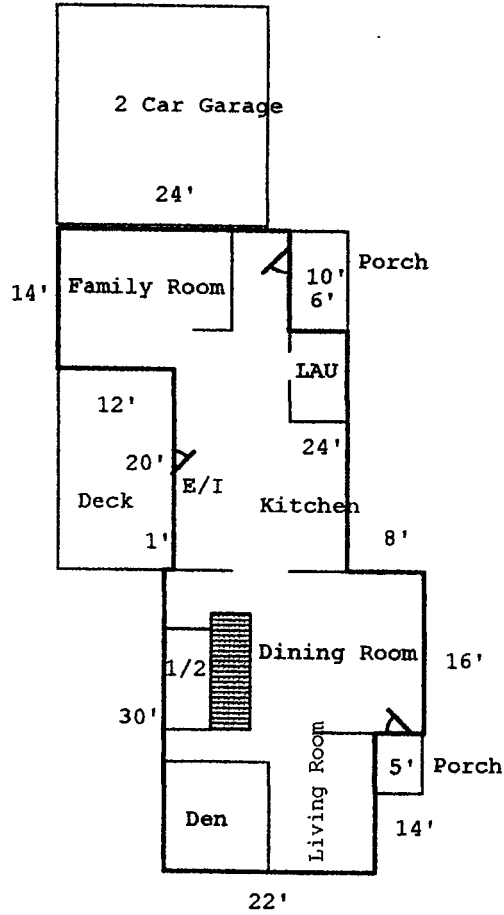 2 Car Garage
24'
Porch
14'
Family Room
10'
6'
LAU
12'
24'
20'
E/I
Deck
Kitchen
1'
8'
1/2
Dining Room
16'
30'
Living Room
5'
Porch
Den
14'
22'